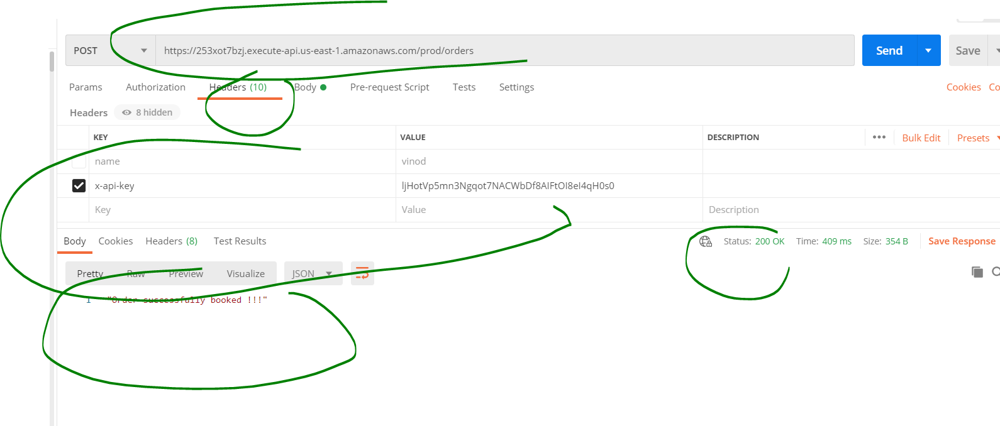 POST https://253xot7bzj.execute-api.us-east-1.amazonaws.com/prod/orders Send Save
Params Authorization Headers (10) Body Pre-request Script Tests Settings Cookies Co
Headers 8 hidden
KEY VALUE DESCRIPTION ••• Bulk Edit Presets
name vinod
x-api-key ljHotVp5mn3Ngqot7NACWbDf8AIFtOI8eI4qH0s0
Key Value Description
Body Cookies Headers (8) Test Results Status: 200 OK Time: 409 ms Size: 354 B Save Response
Pretty Raw Preview Visualize JSON
1 "Order successfully booked !!!"